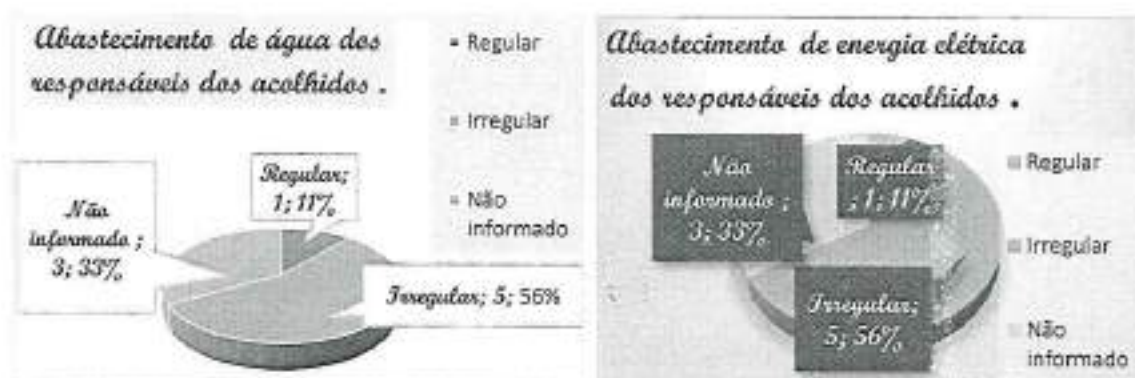 Abastecimento de água dos
responsáveis dos acolhidos .
Regular
Irregular
Não
informado
Regular;
1; 11%
Não
informado ;
3; 33%
Irregular; 5; 56%
Abastecimento de energia elétrica
dos responsáveis dos acolhidos .
Não
informado ;
3; 33%
Regular
; 1; 11%
Irregular;
5; 56%
Regular
Irregular
Não
informado